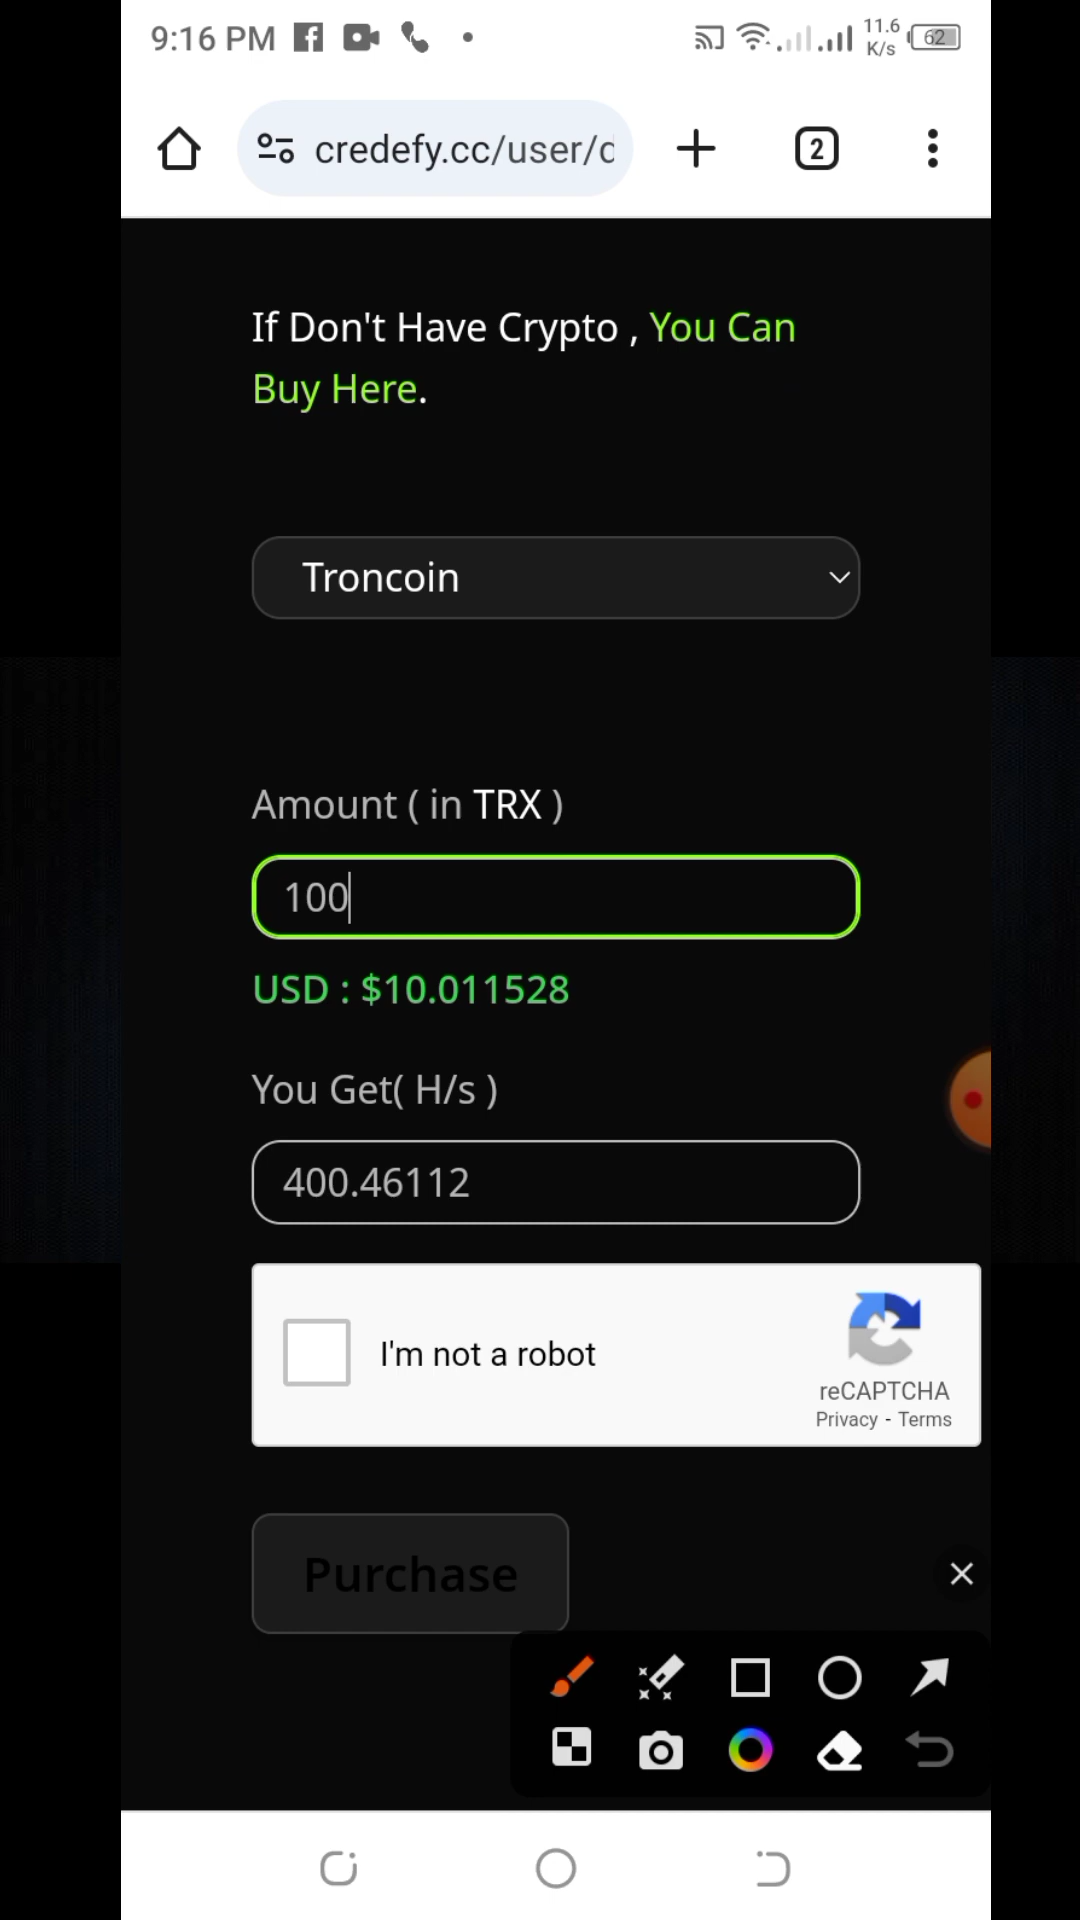 9:16 PM
11.6
K/s
62
credefy.cc/user/d
2
If Don't Have Crypto , You Can
Buy Here.
Troncoin
Amount ( in TRX )
100
USD : $10.011528
You Get( H/s )
400.46112
I'm not a robot
reCAPTCHA
Privacy - Terms
Purchase